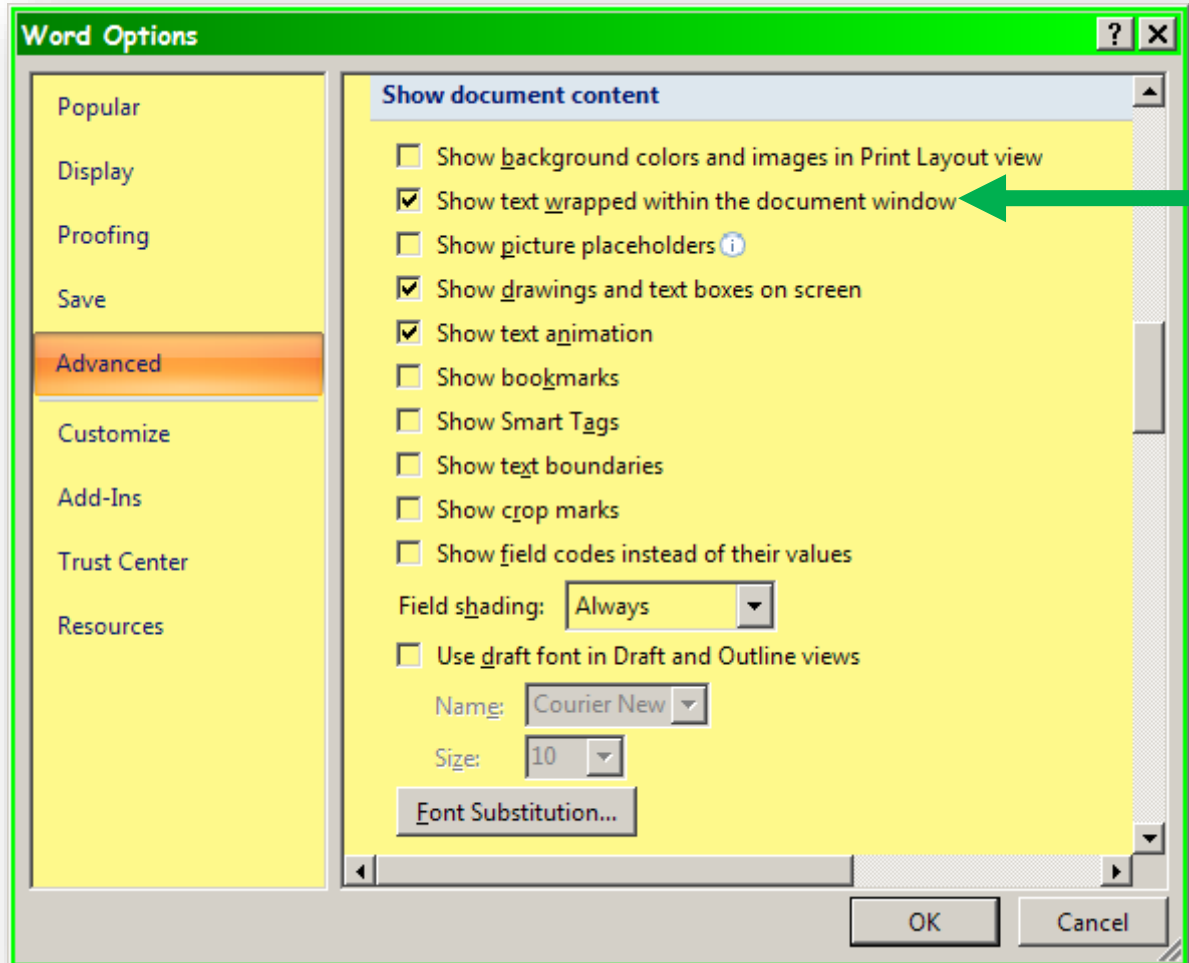 Word Options
Popular
Display
Proofing
Save
Advanced
Customize
Add-Ins
Trust Center
Resources
Show document content
Show background colors and images in Print Layout view
Show text wrapped within the document window
Show picture placeholders
Show drawings and text boxes on screen
Show text animation
Show bookmarks
Show Smart Tags
Show text boundaries
Show crop marks
Show field codes instead of their values
Field shading: Always
Use draft font in Draft and Outline views
Name: Courier New
Size: 10
Font Substitution...
OK Cancel